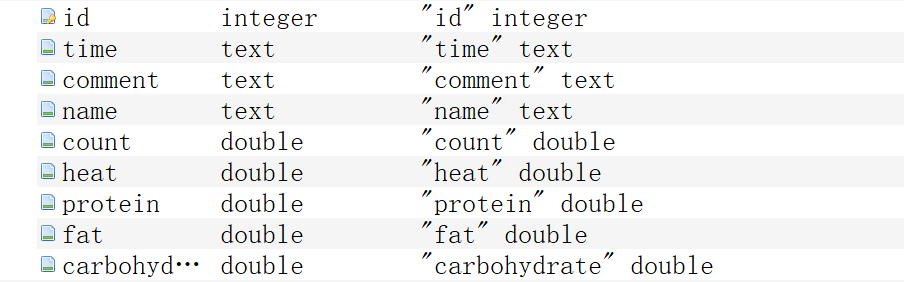 id integer "id" integer
time text "time" text
comment text "comment" text
name text "name" text
count double "count" double
heat double "heat" double
protein double "protein" double
fat double "fat" double
carbohyd… double "carbohydrate" double